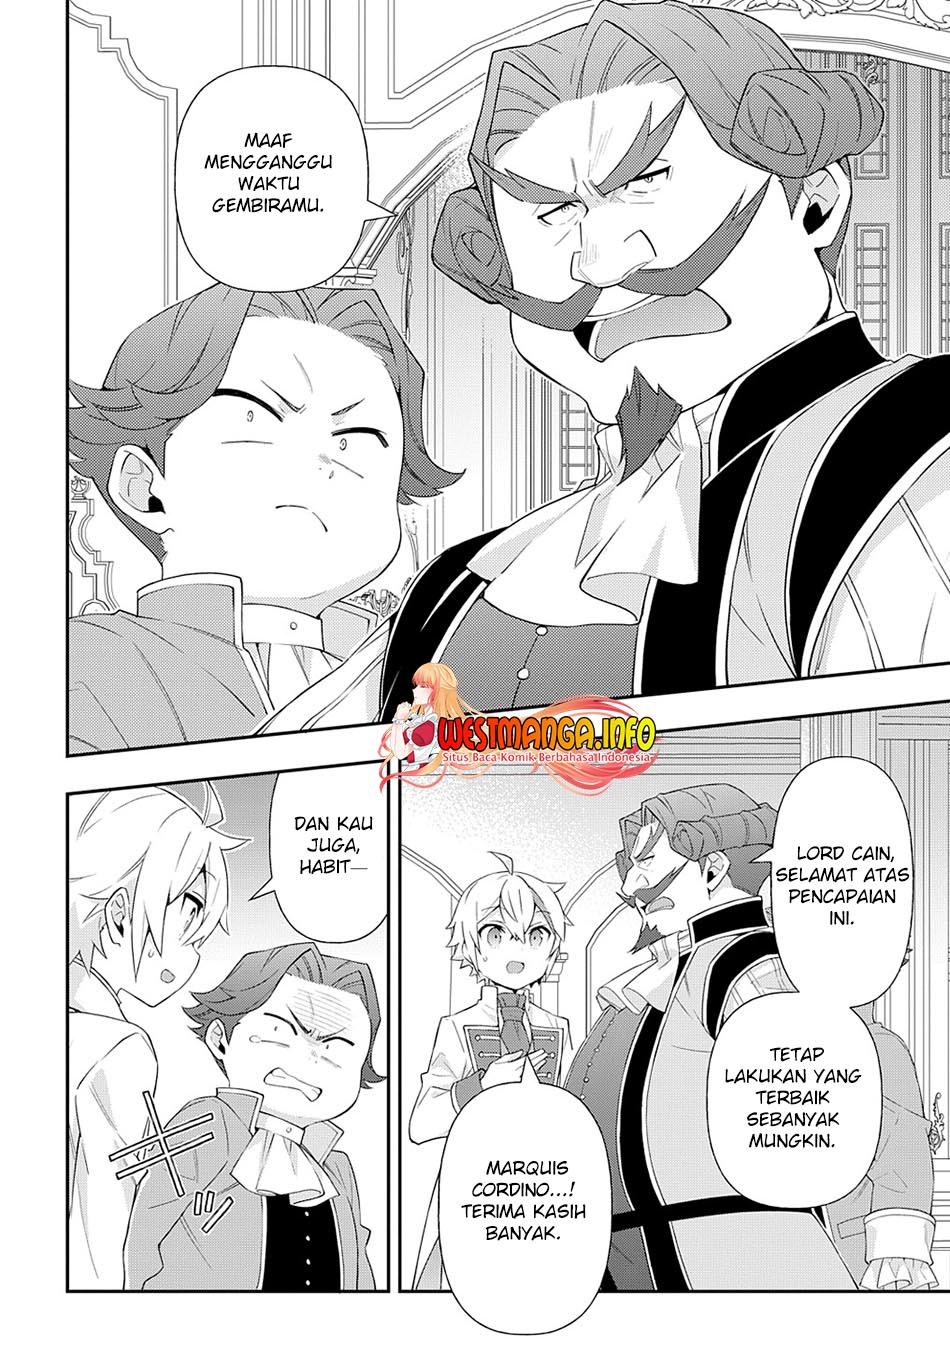 MAAF
MENGGANGGU
WAKTU
GEMBIRAMU.
WESTMANGA.INFO
Situs Baca Komik Berbahasa Indonesia
LORD CAIN,
SELAMAT ATAS
PENCAPAIAN
INI.
TETAP
LAKUKAN YANG
TERBAIK
SEBANYAK
MUNGKIN.
MARQUIS
CORDINO...!
TERIMA KASIH
BANYAK.
DAN KAU
JUGA,
HABIT—